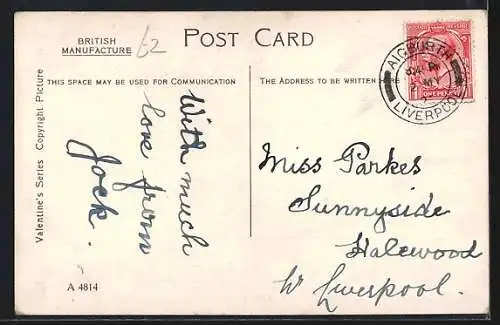 BRITISH
MANUFACTURE
62
POST CARD
THIS SPACE MAY BE USED FOR COMMUNICATION
THE ADDRESS TO BE WRITTEN HERE
Valentine's Series Copyright Picture
With much
love from
Jock.
A 4814
AIGBURTH
LIVERPOOL
ONE PENNY
Miss Parkes
Sunnyside
Halewood
Nr Liverpool.